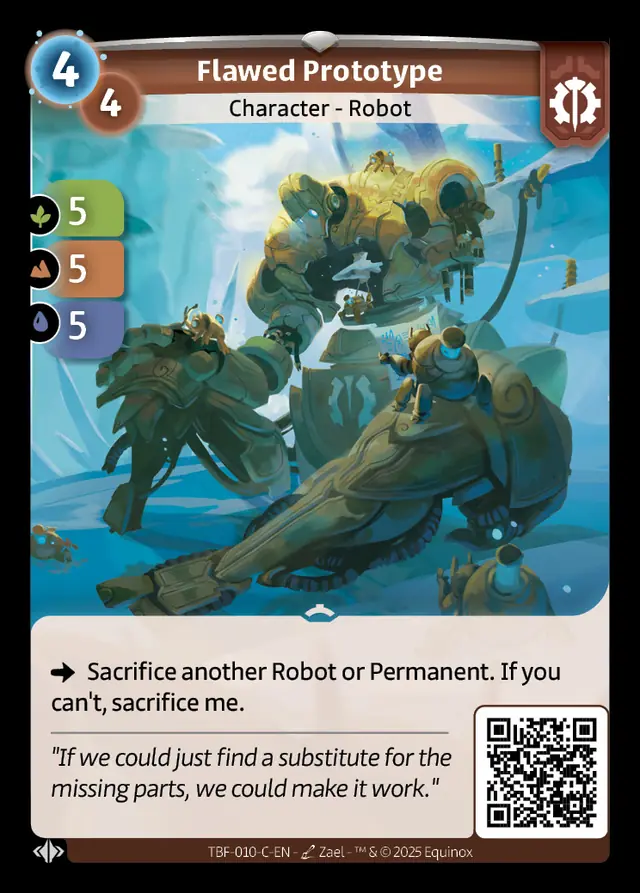 4
4
Flawed Prototype
Character - Robot
5
5
5
Sacrifice another Robot or Permanent. If you
can't, sacrifice me.
"If we could just find a substitute for the
missing parts, we could make it work."
TBF-010-C-EN - Zael - ™ & © 2025 Equinox